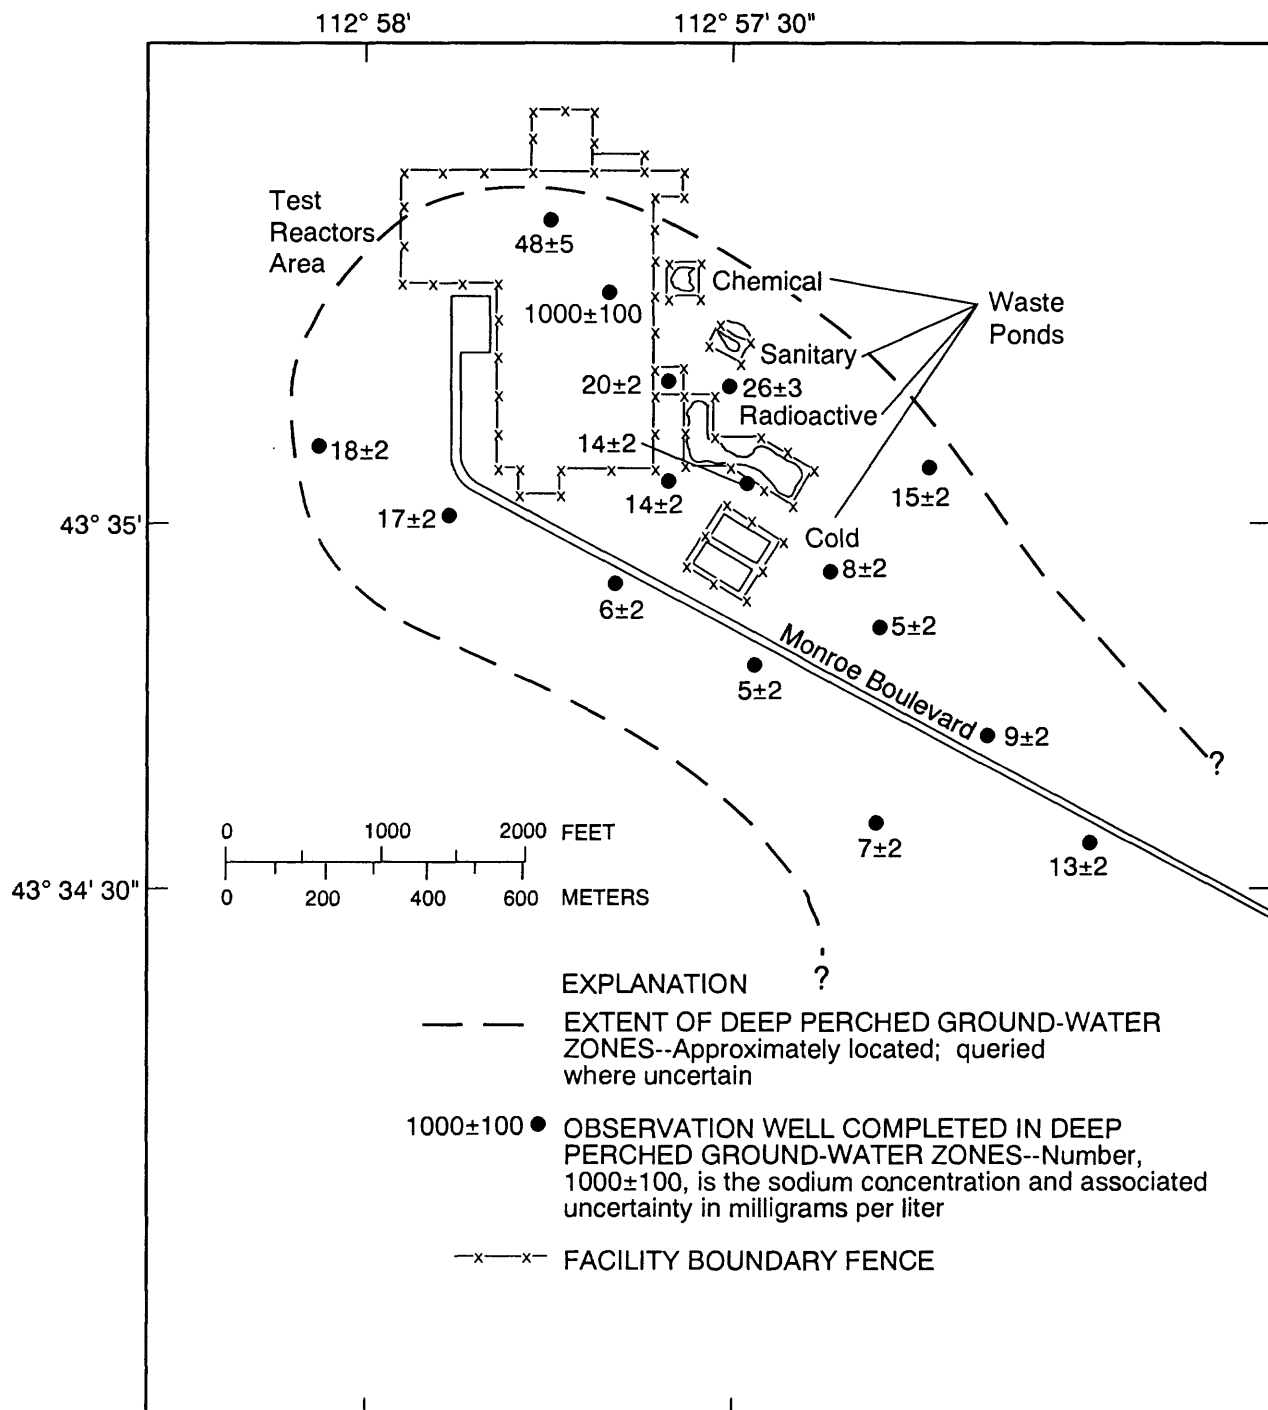 112° 58'
112° 57' 30"
Test
Reactors
Area
48±5
1000±100
Chemical
Waste
Ponds
Sanitary
20±2
26±3
Radioactive
14±2
18±2
14±2
15±2
17±2
43° 35'
Cold
8±2
6±2
5±2
Monroe Boulevard
5±2
9±2
?
0 1000 2000 FEET
7±2
13±2
43° 34' 30"
0 200 400 600 METERS
?
EXPLANATION
EXTENT OF DEEP PERCHED GROUND-WATER
ZONES--Approximately located; queried
where uncertain
1000±100
OBSERVATION WELL COMPLETED IN DEEP
PERCHED GROUND-WATER ZONES--Number,
1000±100, is the sodium concentration and associated
uncertainty in milligrams per liter
FACILITY BOUNDARY FENCE